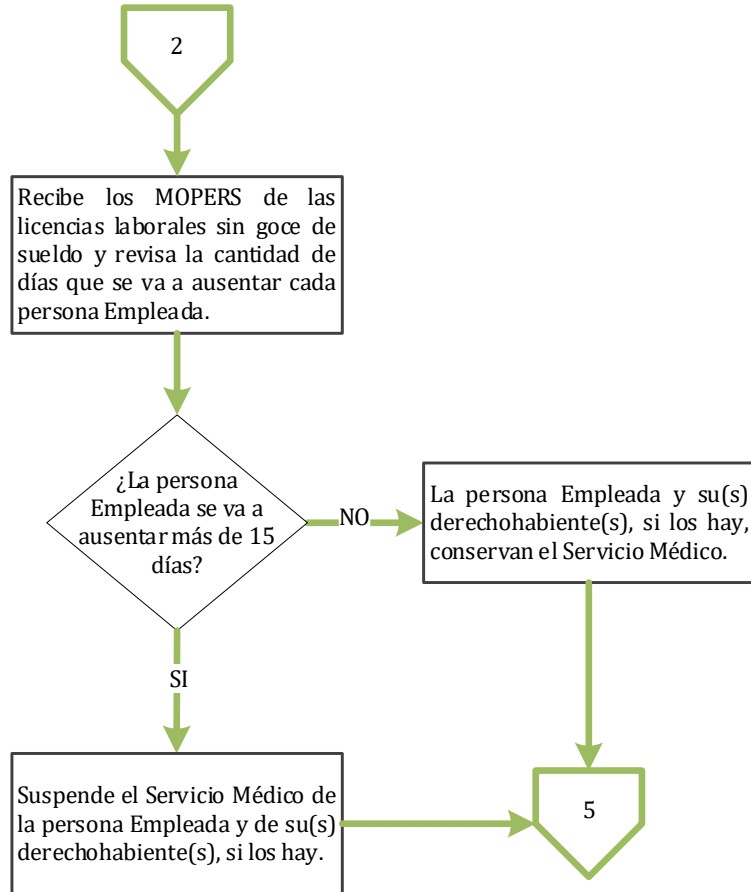 2
Recibe los MOPERS de las
licencias laborales sin goce de
sueldo y revisa la cantidad de
días que se va a ausentar cada
persona Empleada.
¿La persona
Empleada se va a
ausentar más de 15
días?
NO
La persona Empleada y su(s)
derechohabiente(s), si los hay,
conservan el Servicio Médico.
SI
Suspende el Servicio Médico de
la persona Empleada y de su(s)
derechohabiente(s), si los hay.
5